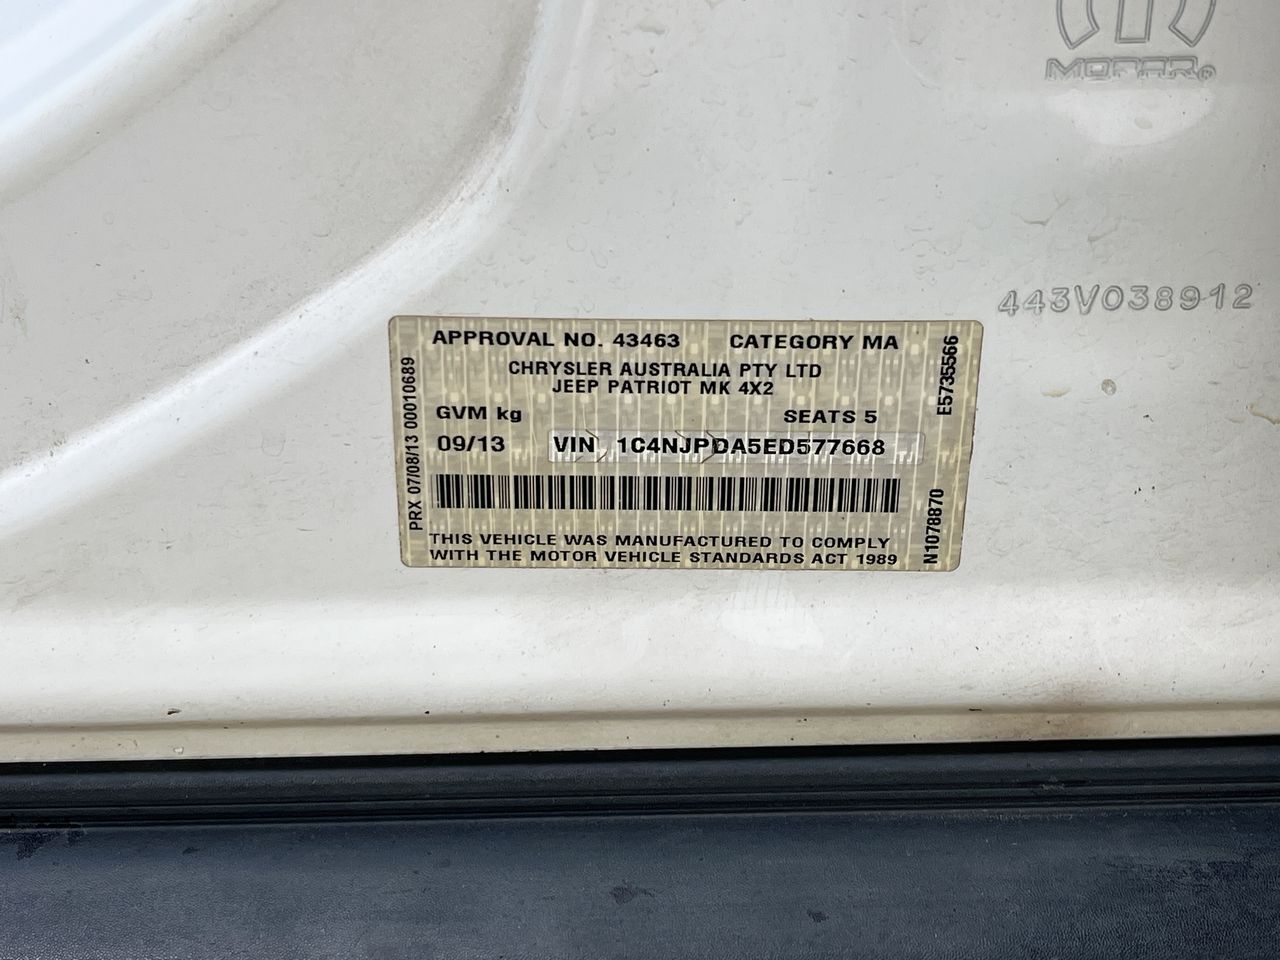 MOPAR®
443V038912
APPROVAL NO. 43463 CATEGORY MA
CHRYSLER AUSTRALIA PTY LTD
JEEP PATRIOT MK 4X2
GVM kg SEATS 5
09/13 VIN 1C4NJPDA5ED577668
THIS VEHICLE WAS MANUFACTURED TO COMPLY
WITH THE MOTOR VEHICLE STANDARDS ACT 1989
PRX 07/08/13 00010689
E5735566
N1078870